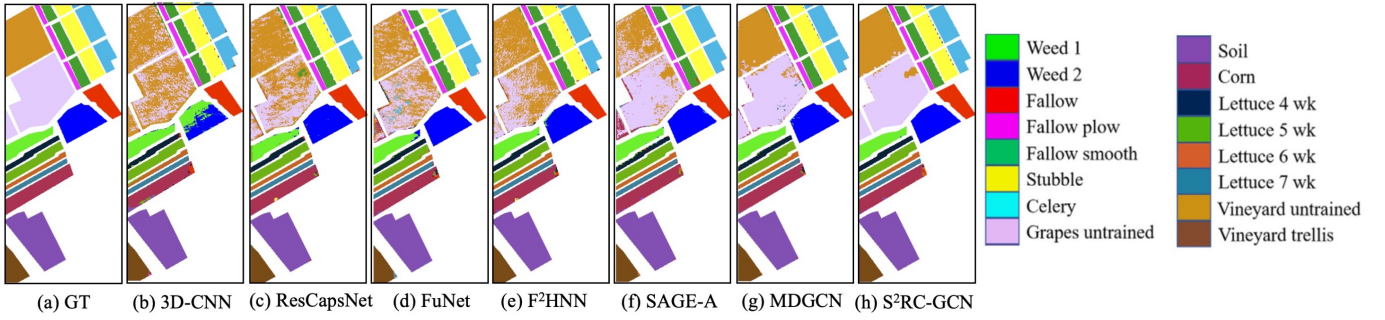 Weed 1
Weed 2
Fallow
Fallow plow
Fallow smooth
Stubble
Celery
Grapes untrained
Soil
Corn
Lettuce 4 wk
Lettuce 5 wk
Lettuce 6 wk
Lettuce 7 wk
Vineyard untrained
Vineyard trellis
(a) GT
(b) 3D-CNN
(c) ResCapsNet
(d) FuNet
(e) F²HNN
(f) SAGE-A
(g) MDGCN
(h) S²RC-GCN